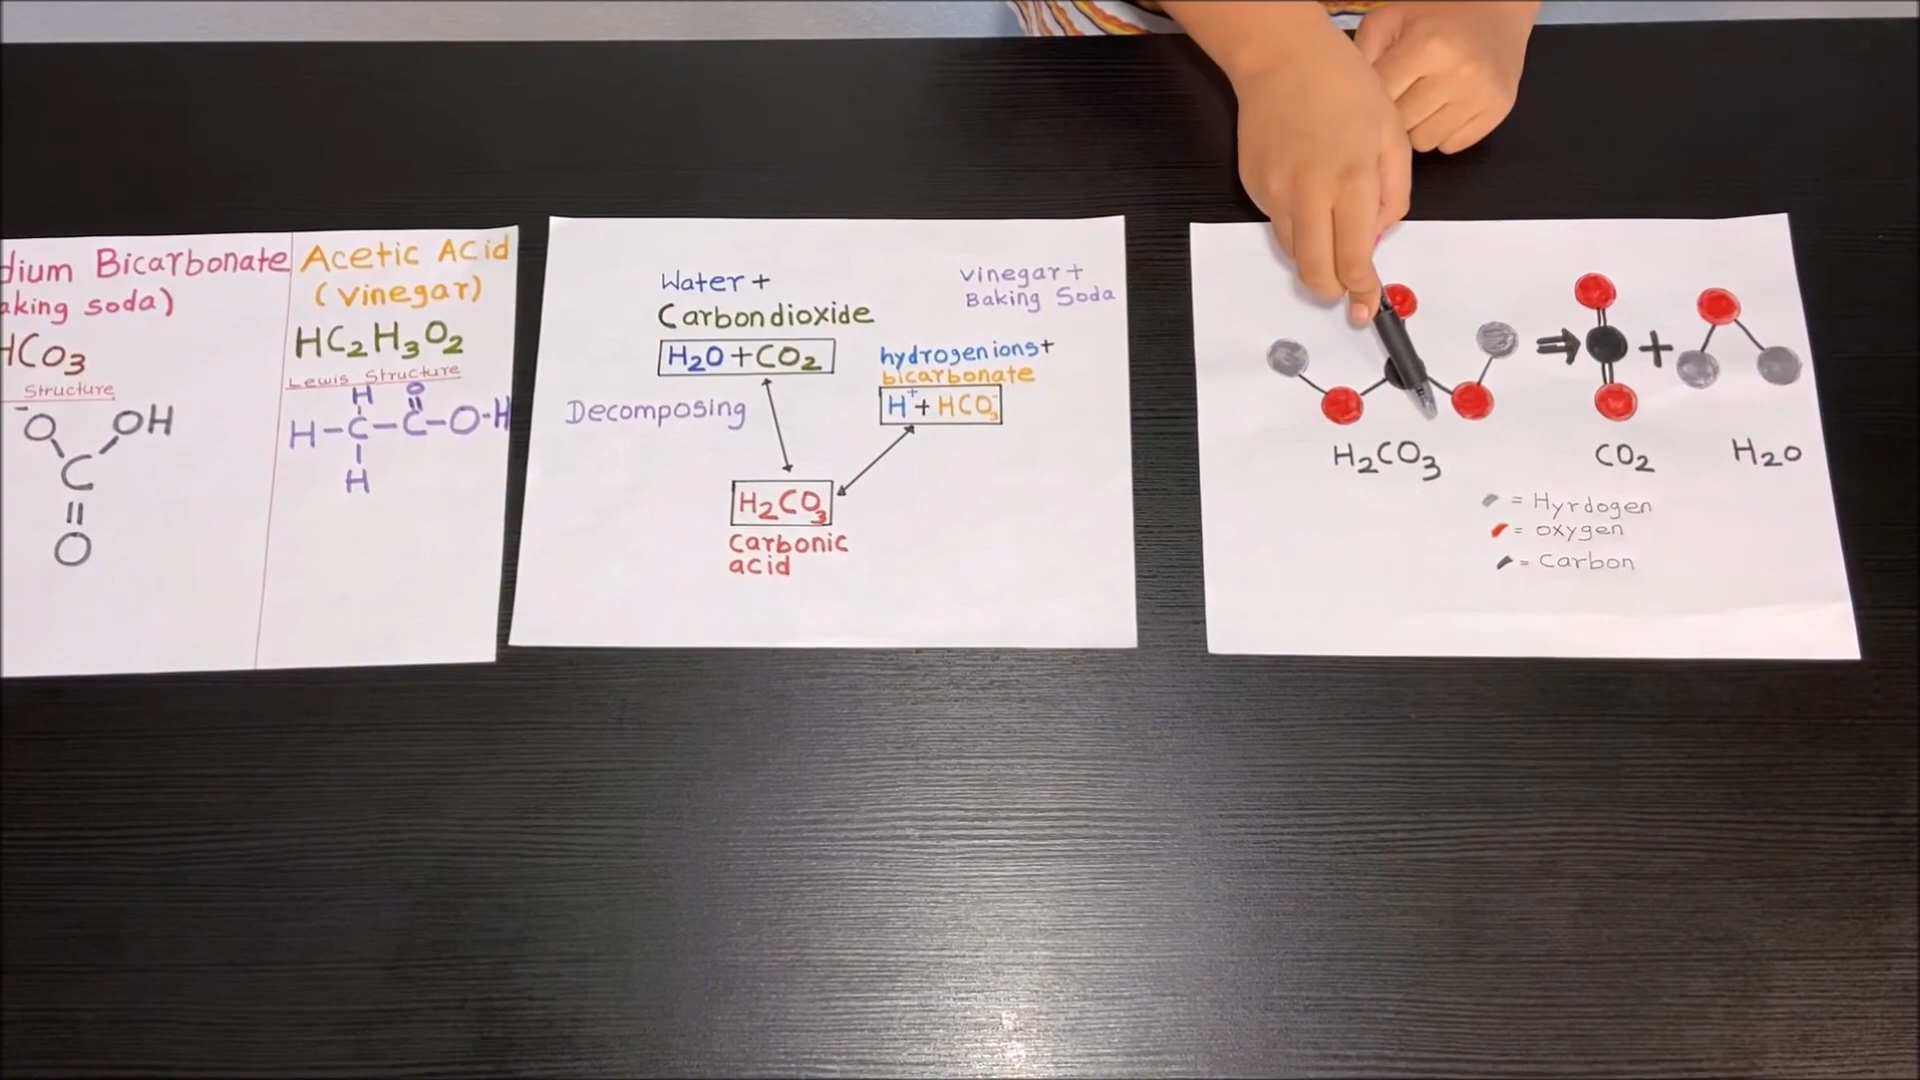 dium Bicarbonate
aking soda)
HCO3
Structure
-O OH
C
O
Acetic Acid
(vinegar)
HC2H3O2
Lewis Structure
H O
H-C-C-O-H
H
Water +
Carbondioxide
H2O+CO2
vinegar+
Baking Soda
hydrogenions+
bicarbonate
H+ + HCO3-
Decomposing
H2CO3
Carbonic
acid
⇒ +
H2CO3 CO2 H2O
= Hyrdogen
= oxygen
= Carbon